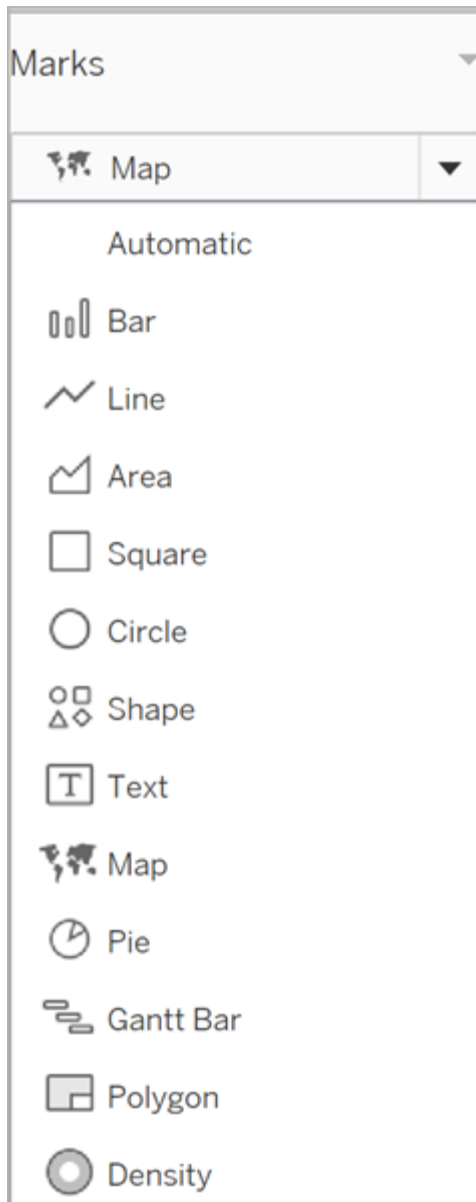 Marks
Map
Automatic
Bar
Line
Area
Square
Circle
Shape
T Text
Map
Pie
Gantt Bar
Polygon
Density